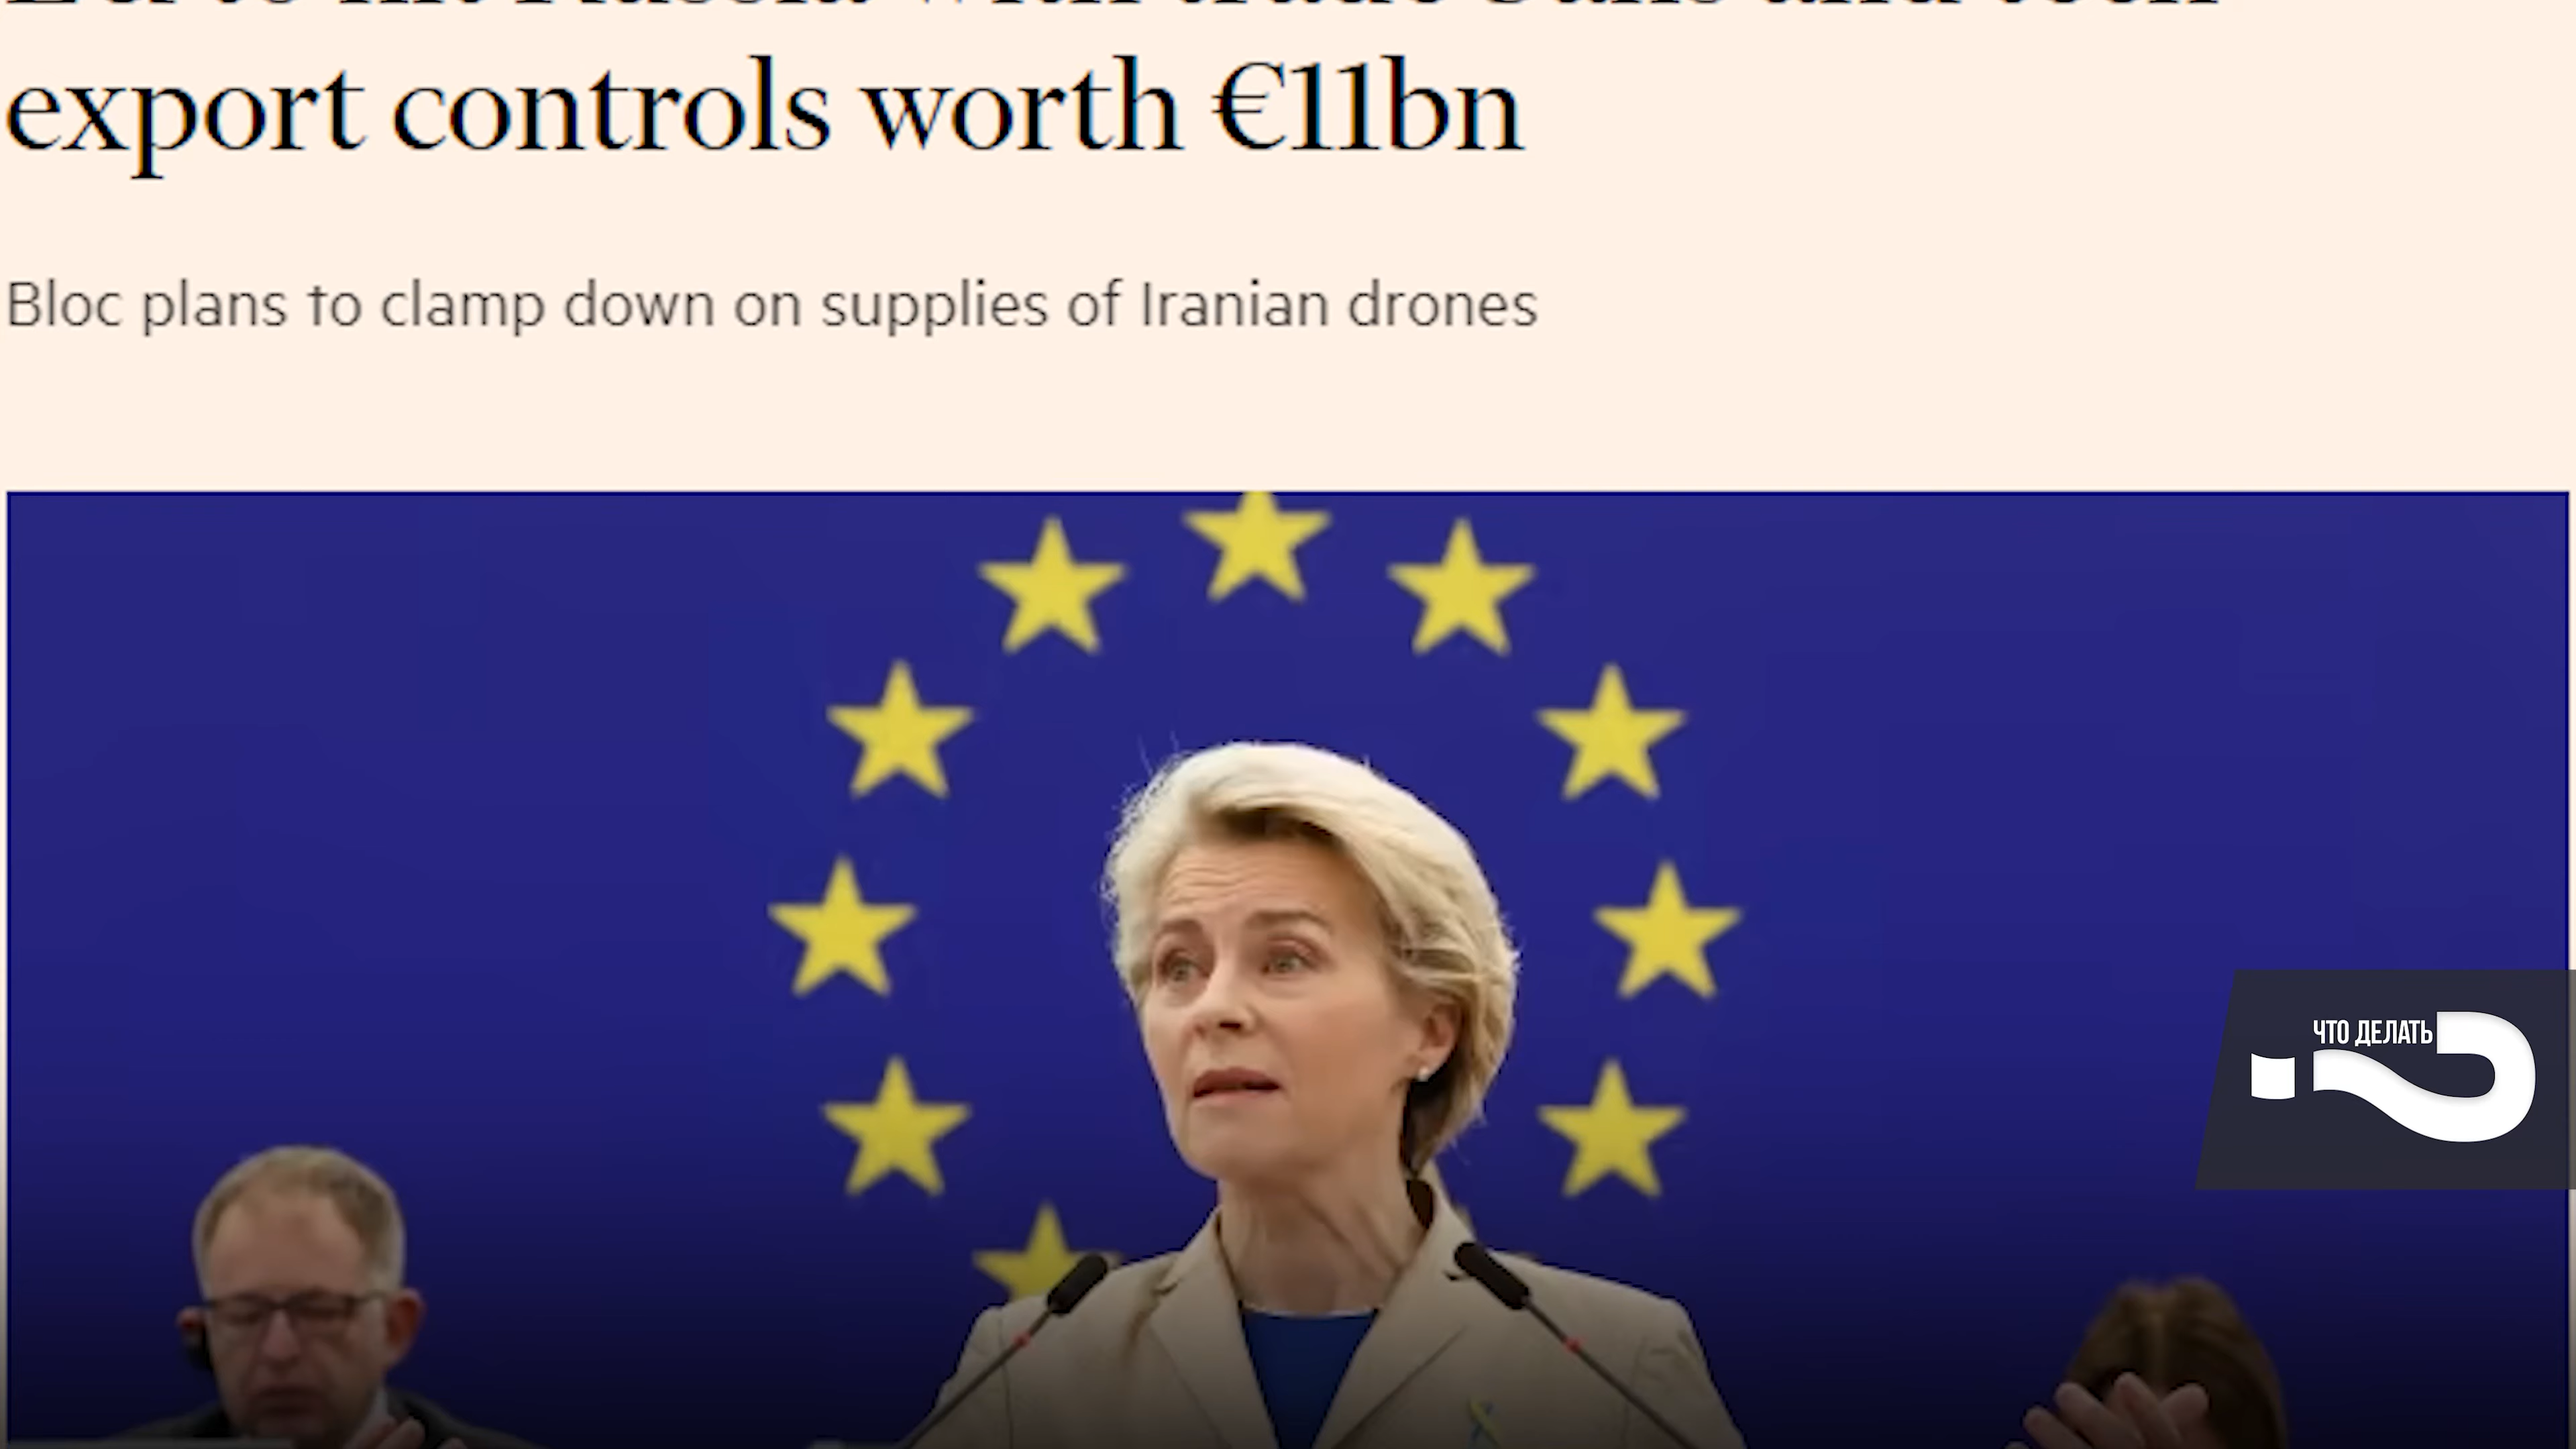 export controls worth €11bn
Bloc plans to clamp down on supplies of Iranian drones
ЧТО ДЕЛАТЬ